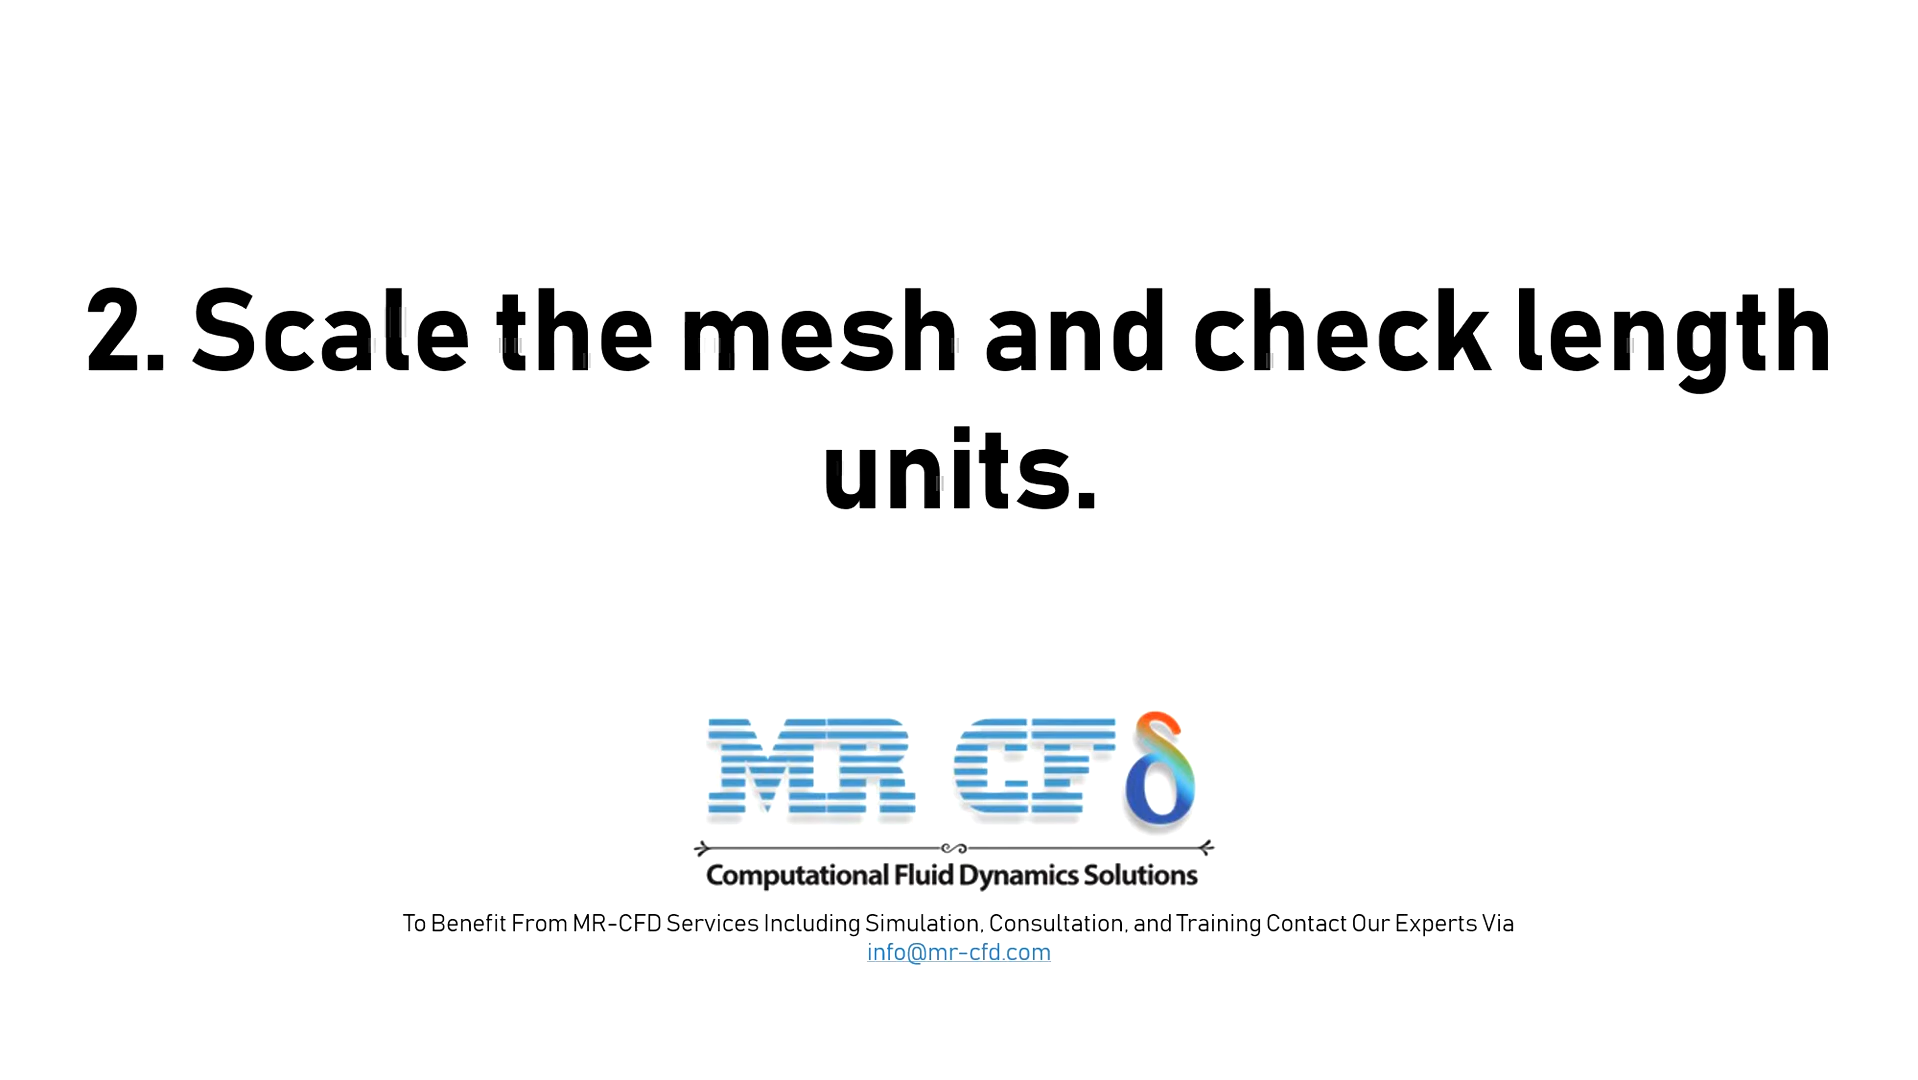 2. Scale the mesh and check length
units.
MR CFδ
Computational Fluid Dynamics Solutions
To Benefit From MR-CFD Services Including Simulation, Consultation, and Training Contact Our Experts Via
info@mr-cfd.com